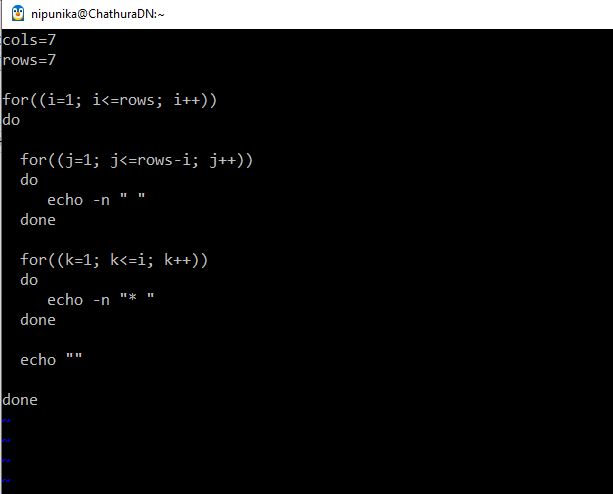 nipunika@ChathuraDN:~
cols=7
rows=7
for((i=1; i<=rows; i++))
do
for((j=1; j<=rows-i; j++))
do
echo -n " "
done
for((k=1; k<=i; k++))
do
echo -n "* "
done
echo ""
done
~
~
~
~